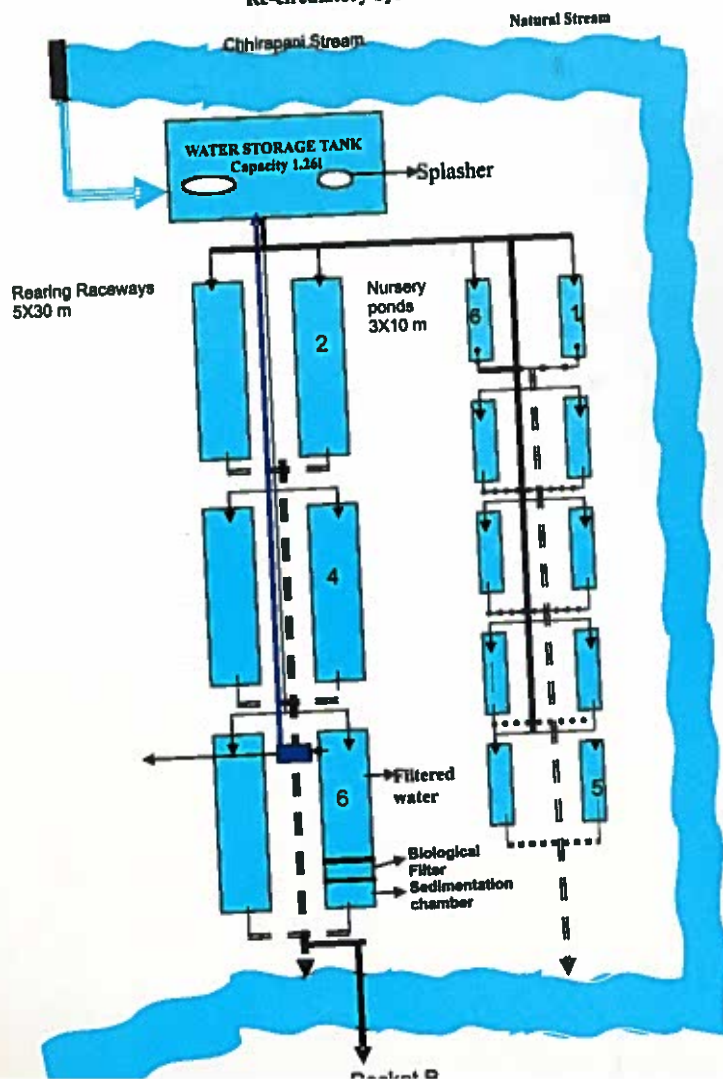 Natural Stream
Chhirapani Stream
WATER STORAGE TANK
Capacity 1.26l
Splasher
Rearing Raceways
5X30 m
Nursery
ponds
3X10 m
2
6
1
4
6
Filtered
water
5
Biological
Filter
Sedimentation
chamber